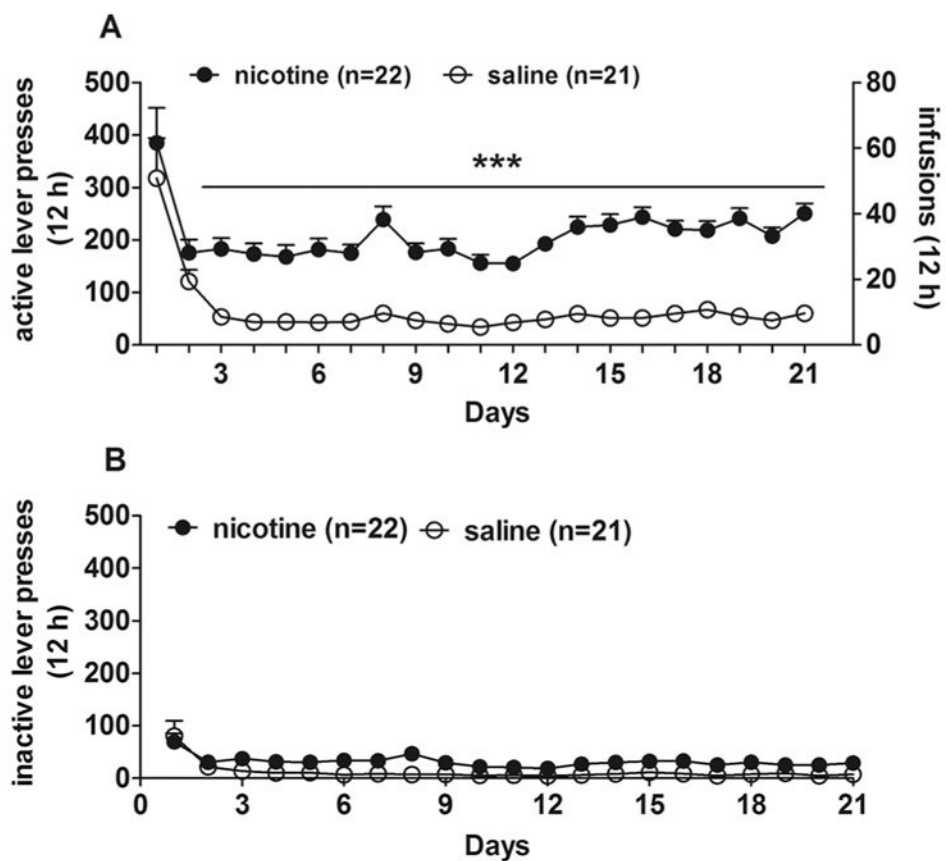 A
nicotine (n=22) saline (n=21)
active lever presses
(12 h)
500
400
300
200
100
0
***
80
60
40
20
0
infusions (12 h)
3 6 9 12 15 18 21
Days
B
nicotine (n=22) saline (n=21)
inactive lever presses
(12 h)
500
400
300
200
100
0
0 3 6 9 12 15 18 21
Days